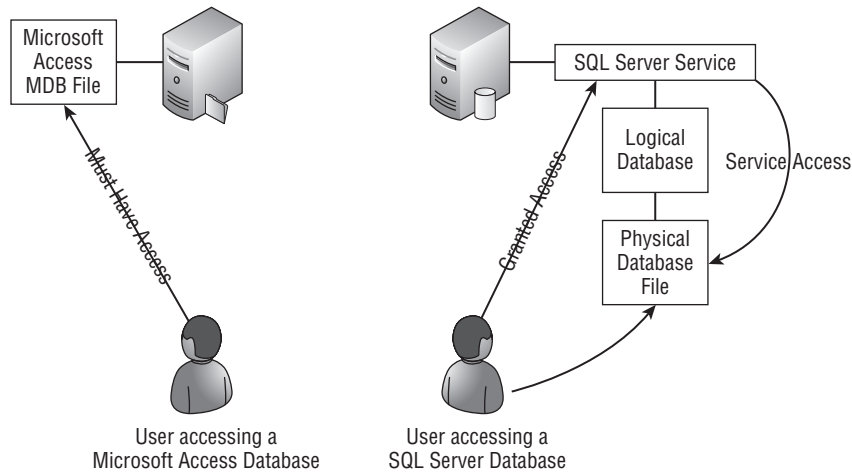 Microsoft
Access
MDB File
Must Have Access
User accessing a
Microsoft Access Database
SQL Server Service
Logical
Database
Service Access
Granted Access
Physical
Database
File
User accessing a
SQL Server Database